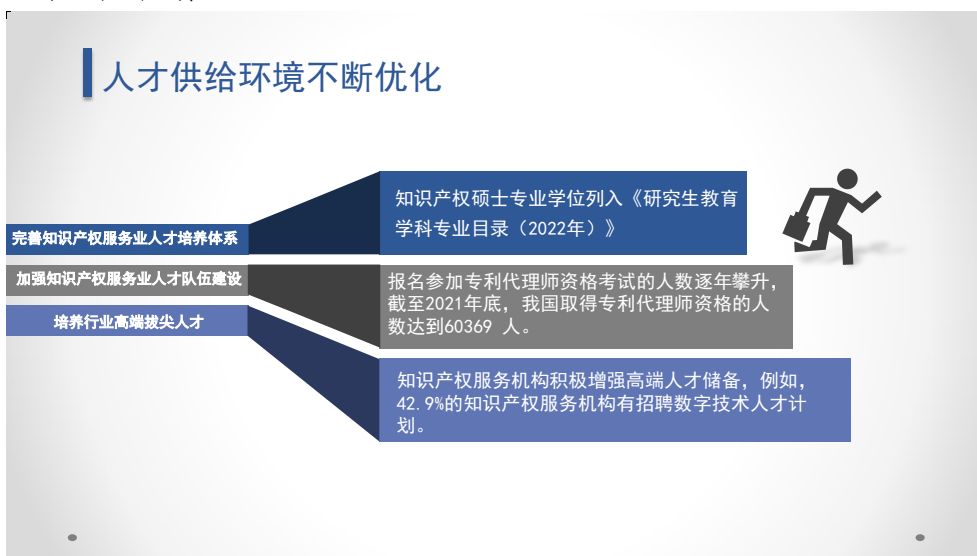 人才供给环境不断优化
完善知识产权服务业人才培养体系
知识产权硕士专业学位列入《研究生教育
学科专业目录（2022年）》
加强知识产权服务业人才队伍建设
报名参加专利代理师资格考试的人数逐年攀升，
截至2021年底，我国取得专利代理师资格的人
数达到60369 人。
培养行业高端拔尖人才
知识产权服务机构积极增强高端人才储备，例如，
42.9%的知识产权服务机构有招聘数字技术人才计
划。